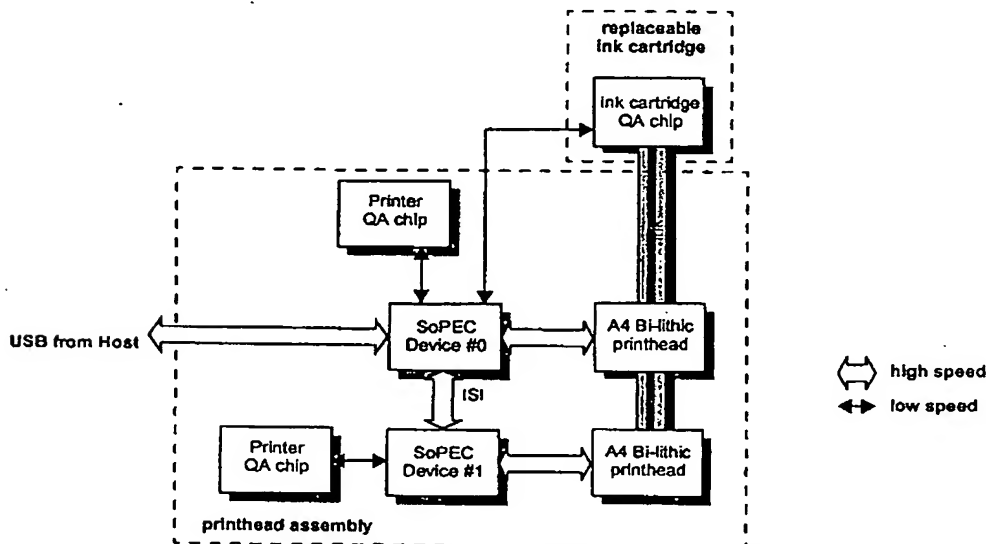 replaceable
ink cartridge
ink cartridge
QA chip
Printer
QA chip
USB from Host
SoPEC
Device #0
A4 Bi-lithic
printhead
high speed
low speed
ISI
Printer
QA chip
SoPEC
Device #1
A4 Bi-lithic
printhead
printhead assembly